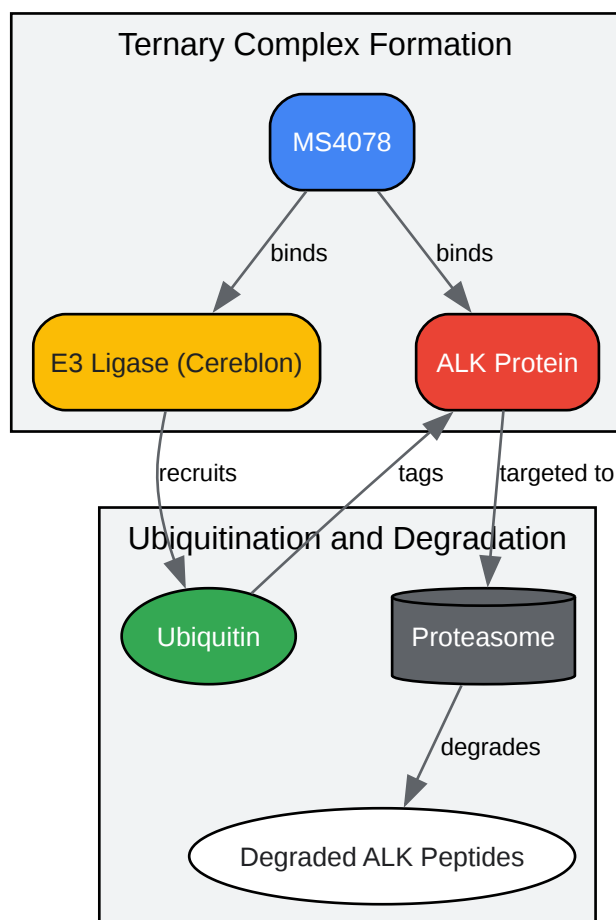 Ternary Complex Formation
MS4078
binds
binds
E3 Ligase (Cereblon)
ALK Protein
recruits
tags
targeted to
Ubiquitination and Degradation
Ubiquitin
Proteasome
degrades
Degraded ALK Peptides